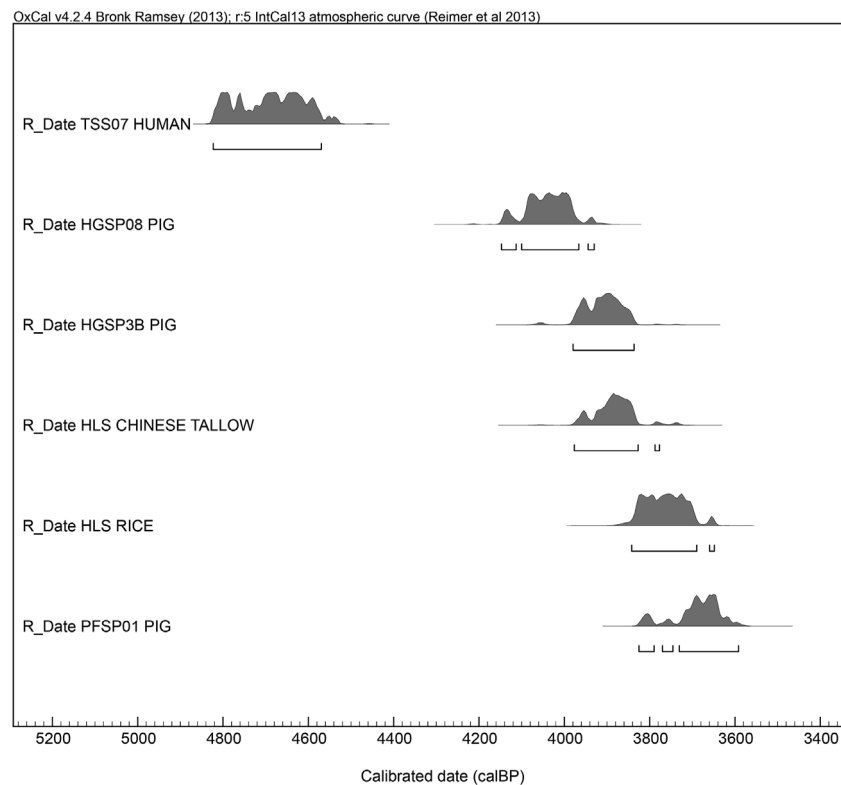 OxCal v4.2.4 Bronk Ramsey (2013); r:5 IntCal13 atmospheric curve (Reimer et al 2013)
R_Date TSS07 HUMAN
R_Date HGSP08 PIG
R_Date HGSP3B PIG
R_Date HLS CHINESE TALLOW
R_Date HLS RICE
R_Date PFSP01 PIG
5200 5000 4800 4600 4400 4200 4000 3800 3600 3400
Calibrated date (calBP)